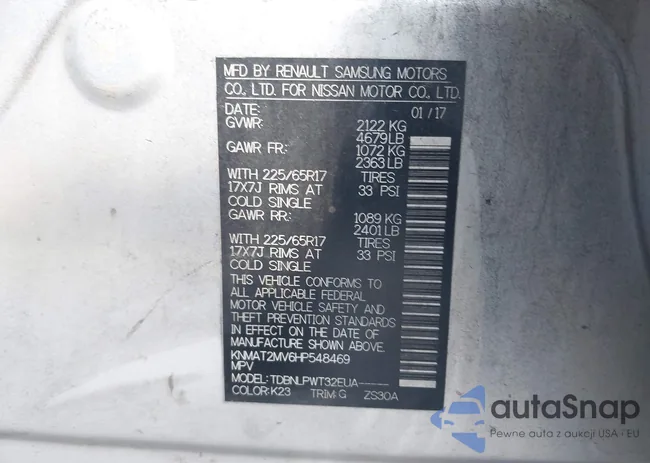 MFD BY RENAULT SAMSUNG MOTORS
CO., LTD. FOR NISSAN MOTOR CO., LTD.
DATE: 01/17
GVWR: 2122 KG
4679 LB
GAWR FR: 1072 KG
2363 LB
WITH 225/65R17 TIRES
17X7J RIMS AT 33 PSI
COLD SINGLE
GAWR RR: 1089 KG
2401 LB
WITH 225/65R17 TIRES
17X7J RIMS AT 33 PSI
COLD SINGLE
THIS VEHICLE CONFORMS TO
ALL APPLICABLE FEDERAL
MOTOR VEHICLE SAFETY AND
THEFT PREVENTION STANDARDS
IN EFFECT ON THE DATE OF
MANUFACTURE SHOWN ABOVE.
KNMAT2MV6HP548469
MPV
MODEL: TDBNLPWT32EUA-----
COLOR: K23 TRIM: G ZS30A
autoSnap
Pewne auta z aukcji USA i EU